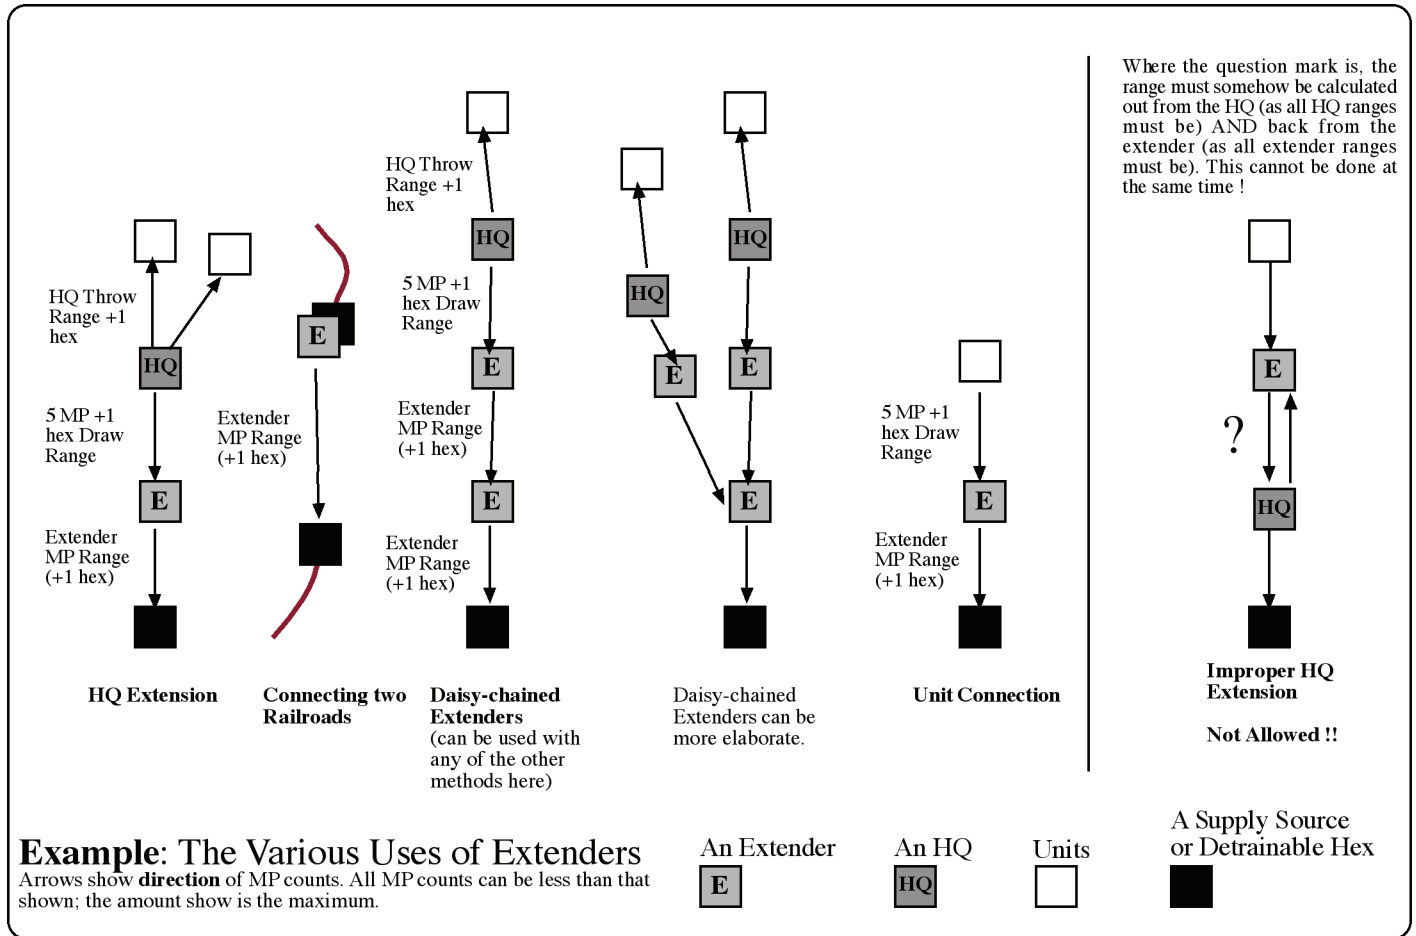 Where the question mark is, the
range must somehow be calculated
out from the HQ (as all HQ ranges
must be) AND back from the
extender (as all extender ranges
must be). This cannot be done at
the same time !
HQ Throw
Range +1
hex
HQ
5 MP +1
hex Draw
Range
E
Extender
MP Range
(+1 hex)
HQ Extension
E
Extender
MP Range
(+1 hex)
Connecting two
Railroads
HQ Throw
Range +1
hex
HQ
5 MP +1
hex Draw
Range
E
Extender
MP Range
(+1 hex)
E
Extender
MP Range
(+1 hex)
Daisy-chained
Extenders
(can be used with
any of the other
methods here)
HQ
HQ
E
E
E
Daisy-chained
Extenders can be
more elaborate.
5 MP +1
hex Draw
Range
E
Extender
MP Range
(+1 hex)
Unit Connection
E
?
HQ
Improper HQ
Extension
Not Allowed !!
Example: The Various Uses of Extenders
Arrows show direction of MP counts. All MP counts can be less than that
shown; the amount show is the maximum.
An Extender
E
An HQ
HQ
Units
A Supply Source
or Detrainable Hex